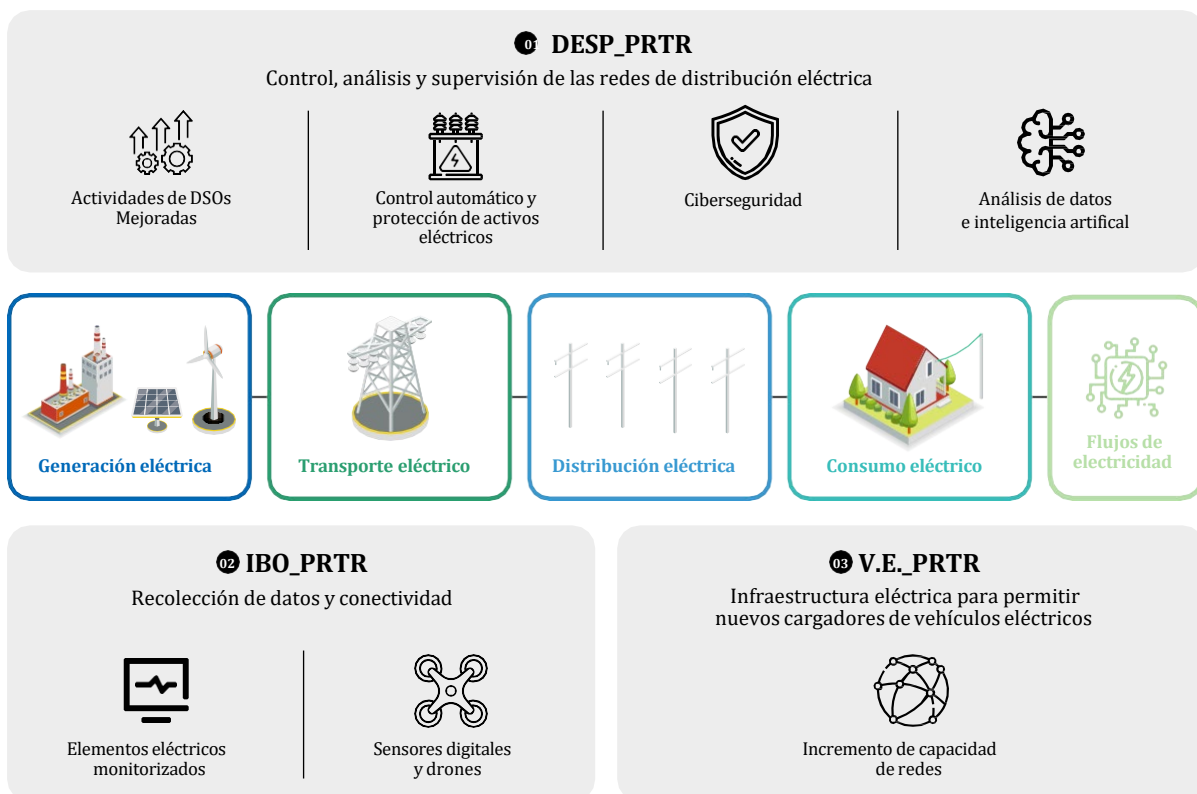 01 DESP_PRTR
Control, análisis y supervisión de las redes de distribución eléctrica
Actividades de DSOs
Mejoradas
Control automático y
protección de activos
eléctricos
Ciberseguridad
Análisis de datos
e inteligencia artifical
Generación eléctrica
Transporte eléctrico
Distribución eléctrica
Consumo eléctrico
Flujos de
electricidad
02 IBO_PRTR
Recolección de datos y conectividad
Elementos eléctricos
monitorizados
Sensores digitales
y drones
03 V.E._PRTR
Infraestructura eléctrica para permitir
nuevos cargadores de vehículos eléctricos
Incremento de capacidad
de redes